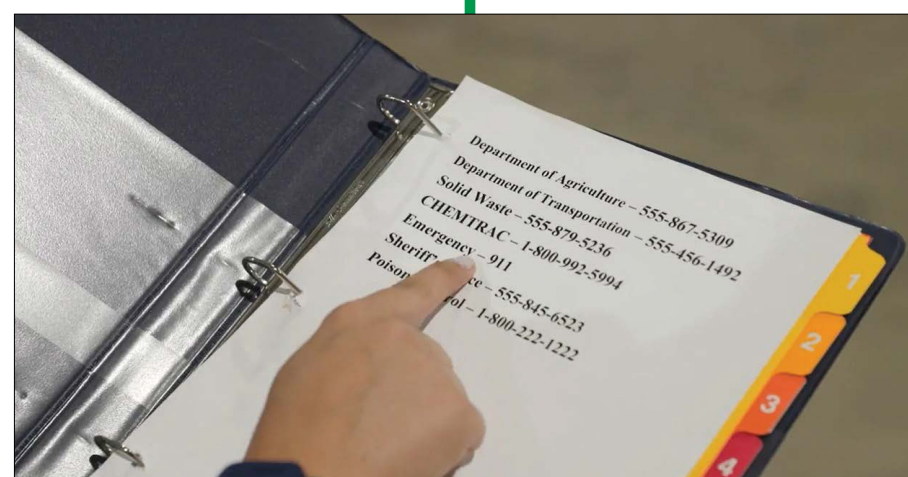 Department of Agriculture – 555-867-5309
Department of Transportation – 555-456-1492
Solid Waste – 555-879-5236
CHEMTRAC – 1-800-992-5994
Emergency – 911
Sheriff – 555-845-6523
Poison – 1-800-222-1222
1
2
3
4